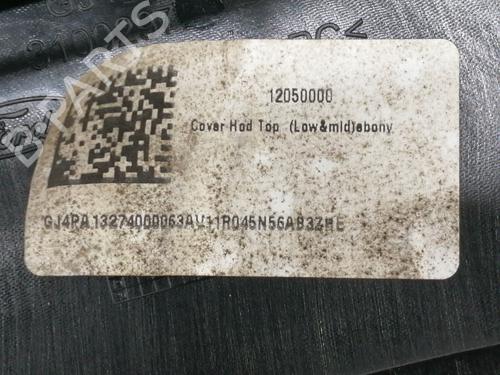 12050000
Cover Hod Top (Low&mid)ebony
GJ4PA13274000063AV11R045N56AB3ZHE